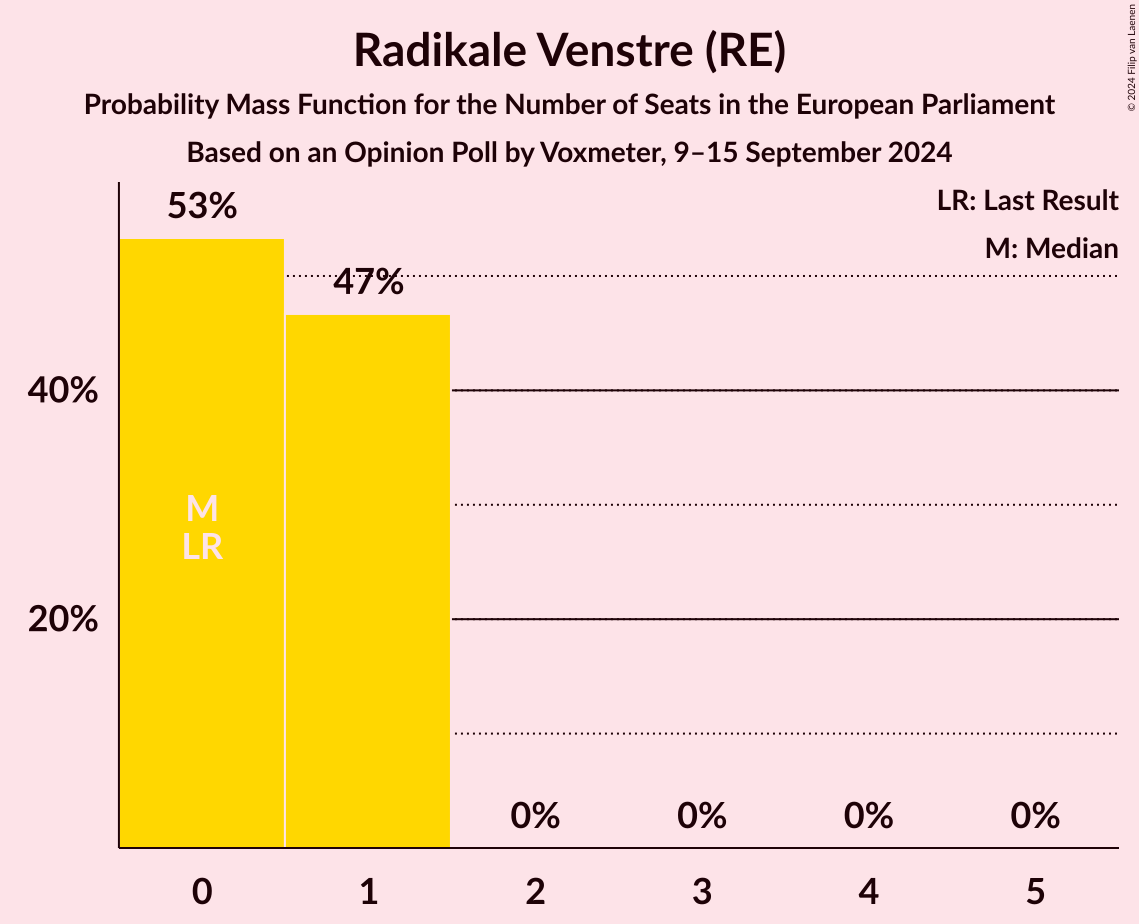 Radikale Venstre (RE)
Probability Mass Function for the Number of Seats in the European Parliament
Based on an Opinion Poll by Voxmeter, 9–15 September 2024
© 2024 Filip van Laenen
LR: Last Result
M: Median
53%
47%
40%
20%
M
LR
0%
0%
0%
0%
0
1
2
3
4
5